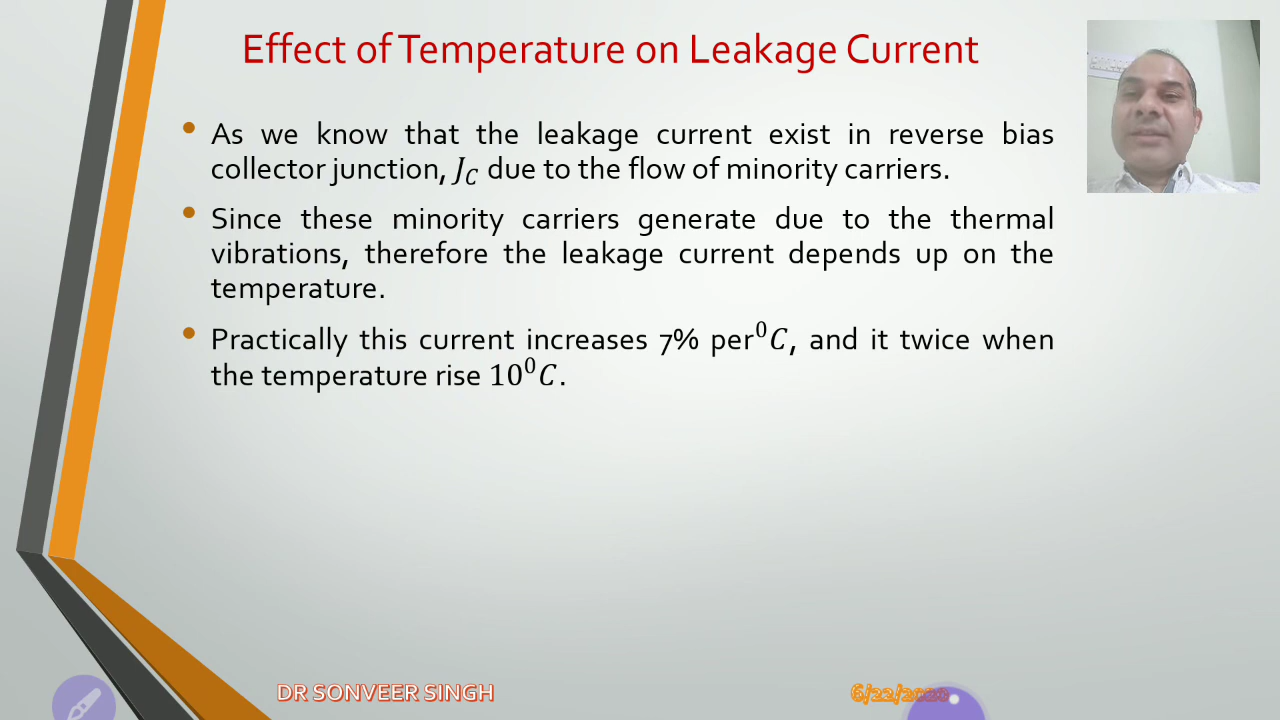 Effect of Temperature on Leakage Current
• As we know that the leakage current exist in reverse bias
collector junction, J_C due to the flow of minority carriers.
• Since these minority carriers generate due to the thermal
vibrations, therefore the leakage current depends up on the
temperature.
• Practically this current increases 7% per⁰C, and it twice when
the temperature rise 10⁰C.
DR SONVEER SINGH